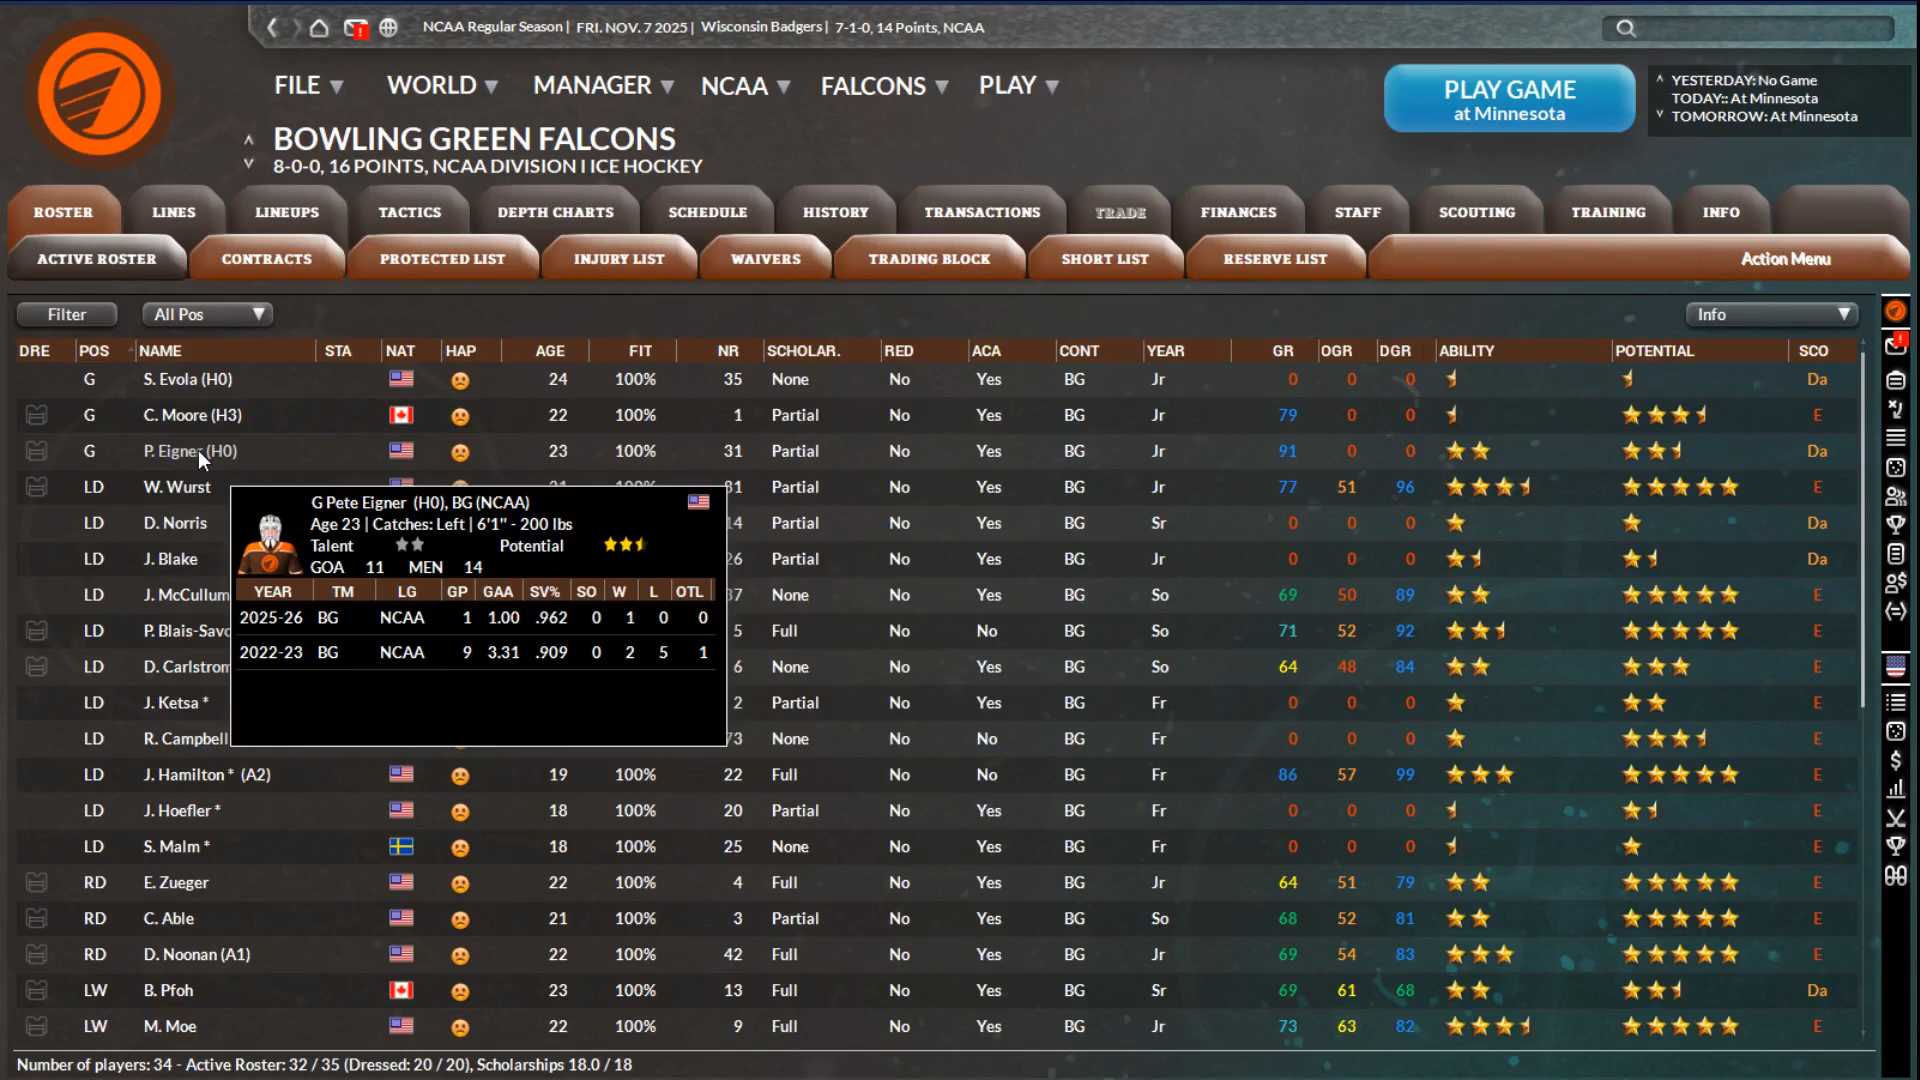 NCAA Regular Season | FRI. NOV. 7 2025 | Wisconsin Badgers | 7-1-0, 14 Points, NCAA
FILE WORLD MANAGER NCAA FALCONS PLAY
PLAY GAME
at Minnesota
YESTERDAY: No Game
TODAY:: At Minnesota
TOMORROW: At Minnesota
BOWLING GREEN FALCONS
8-0-0, 16 POINTS, NCAA DIVISION I ICE HOCKEY
ROSTER LINES LINEUPS TACTICS DEPTH CHARTS SCHEDULE HISTORY TRANSACTIONS TRADE FINANCES STAFF SCOUTING TRAINING INFO
ACTIVE ROSTER CONTRACTS PROTECTED LIST INJURY LIST WAIVERS TRADING BLOCK SHORT LIST RESERVE LIST Action Menu
Filter All Pos Info
DRE POS NAME STA NAT HAP AGE FIT NR SCHOLAR. RED ACA CONT YEAR GR OGR DGR ABILITY POTENTIAL SCO
G S. Evola (H0) 24 100% 35 None No Yes BG Jr 0 0 0 Da
G C. Moore (H3) 22 100% 1 Partial No Yes BG Jr 79 0 0 E
G P. Eigner (H0) 23 100% 31 Partial No Yes BG Jr 91 0 0 Da
LD W. Wurst 21 100% 31 Partial No Yes BG Jr 77 51 96 E
LD D. Norris 14 Partial No Yes BG Sr 0 0 0 Da
LD J. Blake 26 Partial No Yes BG Jr 0 0 0 Da
LD J. McCullum 37 None No Yes BG So 69 50 89 E
LD P. Blais-Savo 5 Full No No BG So 71 52 92 E
LD D. Carlstrom 6 None No Yes BG So 64 48 84 E
LD J. Ketsa * 2 Partial No Yes BG Fr 0 0 0 E
LD R. Campbell 73 None No No BG Fr 0 0 0 E
LD J. Hamilton * (A2) 19 100% 22 Full No No BG Fr 86 57 99 E
LD J. Hoefler * 18 100% 20 Partial No Yes BG Fr 0 0 0 E
LD S. Malm * 18 100% 25 None No Yes BG Fr 0 0 0 E
RD E. Zueger 22 100% 4 Full No Yes BG Jr 64 51 79 E
RD C. Able 21 100% 3 Partial No Yes BG So 68 52 81 E
RD D. Noonan (A1) 22 100% 42 Full No Yes BG Jr 69 54 83 E
LW B. Pfoh 23 100% 13 Full No Yes BG Sr 69 61 68 Da
LW M. Moe 22 100% 9 Full No Yes BG Jr 73 63 82 E
G Pete Eigner (H0), BG (NCAA)
Age 23 | Catches: Left | 6'1" - 200 lbs
Talent Potential
GOA 11 MEN 14
YEAR TM LG GP GAA SV% SO W L OTL
2025-26 BG NCAA 1 1.00 .962 0 1 0 0
2022-23 BG NCAA 9 3.31 .909 0 2 5 1
Number of players: 34 - Active Roster: 32 / 35 (Dressed: 20 / 20), Scholarships 18.0 / 18